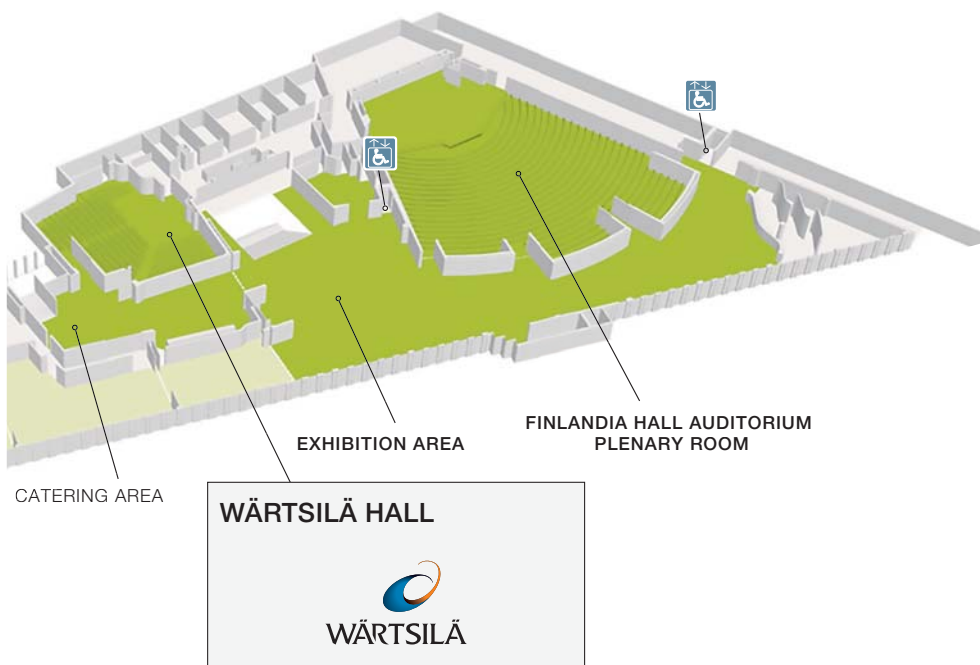 FINLANDIA HALL AUDITORIUM
PLENARY ROOM
EXHIBITION AREA
CATERING AREA
WÄRTSILÄ HALL
WÄRTSILÄ